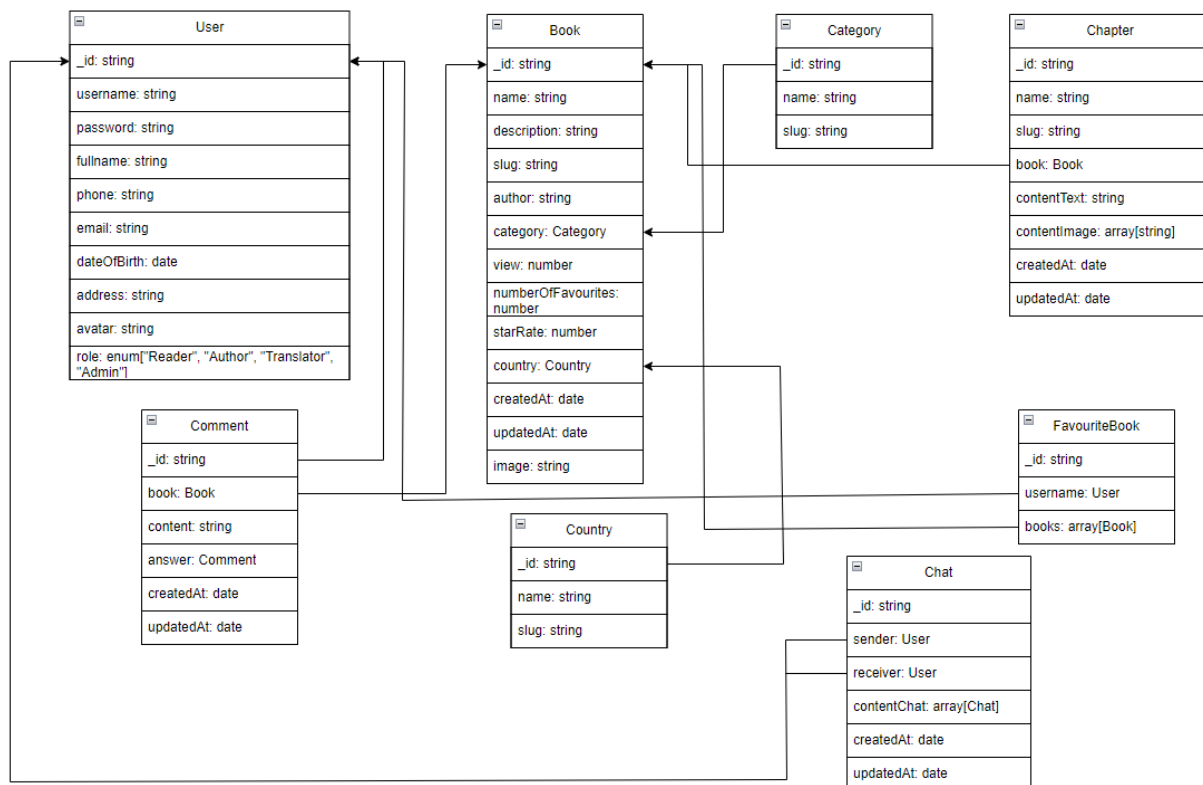 User
_id: string
username: string
password: string
fullname: string
phone: string
email: string
dateOfBirth: date
address: string
avatar: string
role: enum["Reader", "Author", "Translator",
"Admin"]
Book
_id: string
name: string
description: string
slug: string
author: string
category: Category
view: number
numberOfFavourites:
number
starRate: number
country: Country
createdAt: date
updatedAt: date
image: string
Category
_id: string
name: string
slug: string
Chapter
_id: string
name: string
slug: string
book: Book
contentText: string
contentImage: array[string]
createdAt: date
updatedAt: date
Comment
_id: string
book: Book
content: string
answer: Comment
createdAt: date
updatedAt: date
Country
_id: string
name: string
slug: string
FavouriteBook
_id: string
username: User
books: array[Book]
Chat
_id: string
sender: User
receiver: User
contentChat: array[Chat]
createdAt: date
updatedAt: date